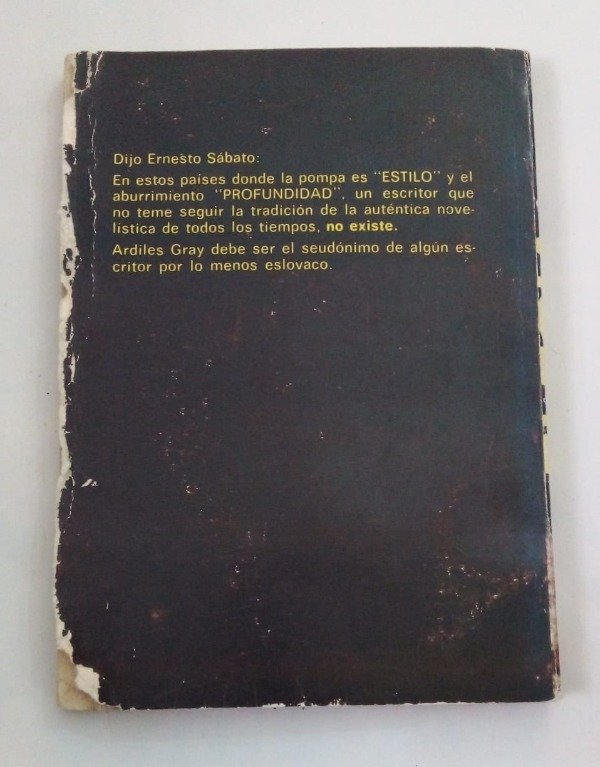 Dijo Ernesto Sábato:
En estos países donde la pompa es "ESTILO" y el
aburrimiento "PROFUNDIDAD", un escritor que
no teme seguir la tradición de la auténtica nove-
lística de todos los tiempos, no existe.
Ardiles Gray debe ser el seudónimo de algún es-
critor por lo menos eslovaco.